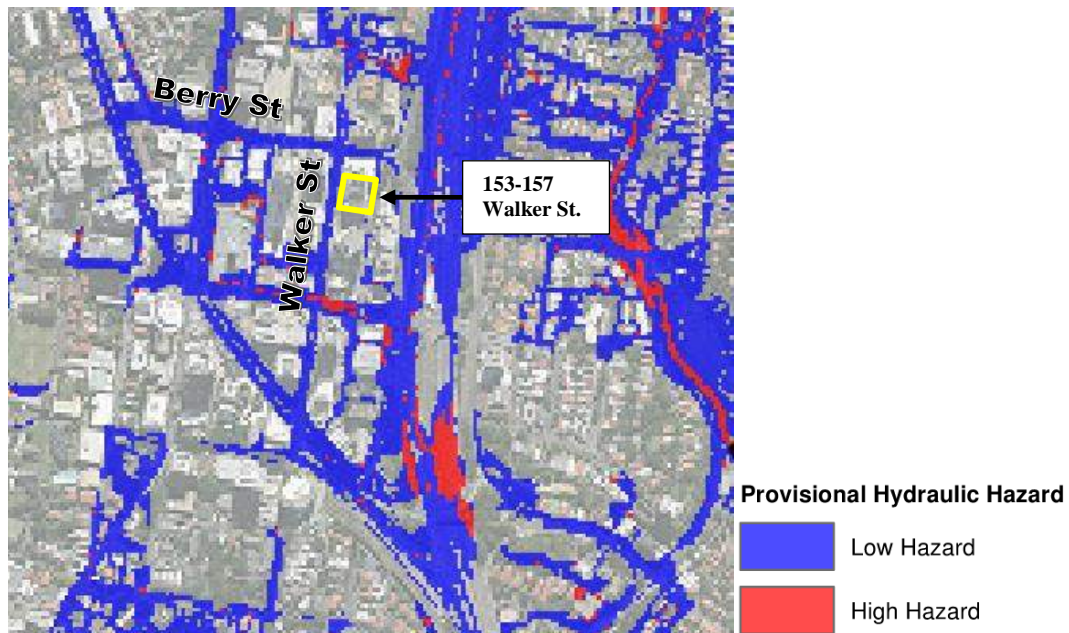 Berry St
Walker St
153-157
Walker St.
Provisional Hydraulic Hazard
Low Hazard
High Hazard